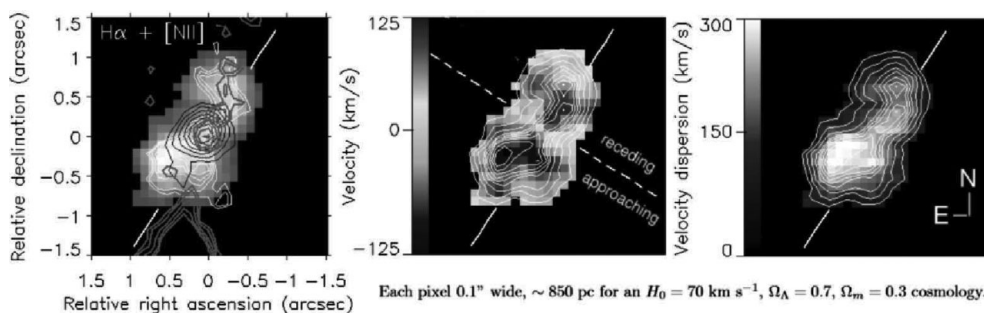 Hα + [NII]
Relative declination (arcsec)
1.5
1
0.5
0
−0.5
−1
−1.5
1.5 1 0.5 0 −0.5 −1 −1.5
Relative right ascension (arcsec)
Velocity (km/s)
125
0
−125
receding
approaching
Velocity dispersion (km/s)
300
150
0
N
E
Each pixel 0.1" wide, ~ 850 pc for an H₀ = 70 km s⁻¹, Ω_Λ = 0.7, Ω_m = 0.3 cosmology.